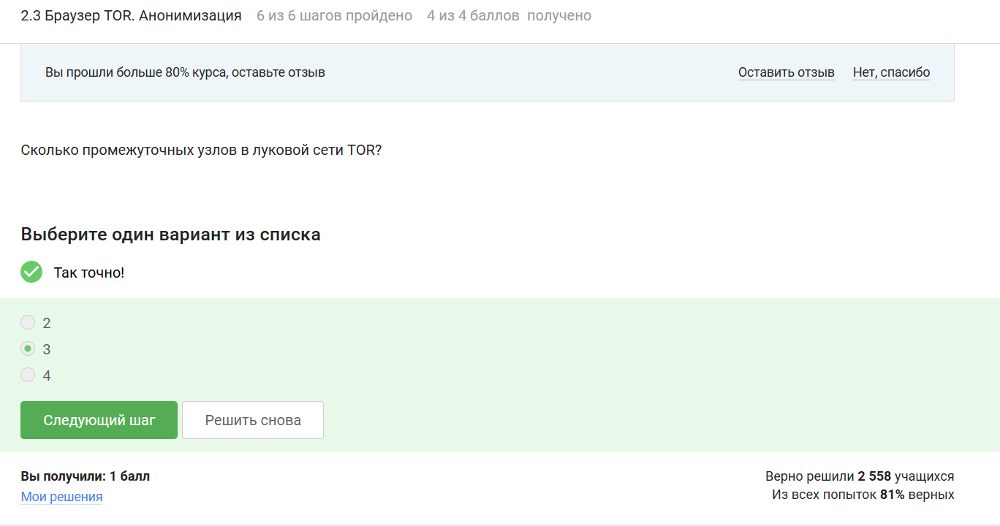 2.3 Браузер TOR. Анонимизация 6 из 6 шагов пройдено 4 из 4 баллов получено
Вы прошли больше 80% курса, оставьте отзыв Оставить отзыв Нет, спасибо
Сколько промежуточных узлов в луковой сети TOR?
Выберите один вариант из списка
Так точно!
2
3
4
Следующий шаг Решить снова
Вы получили: 1 балл Верно решили 2 558 учащихся
Мои решения Из всех попыток 81% верных